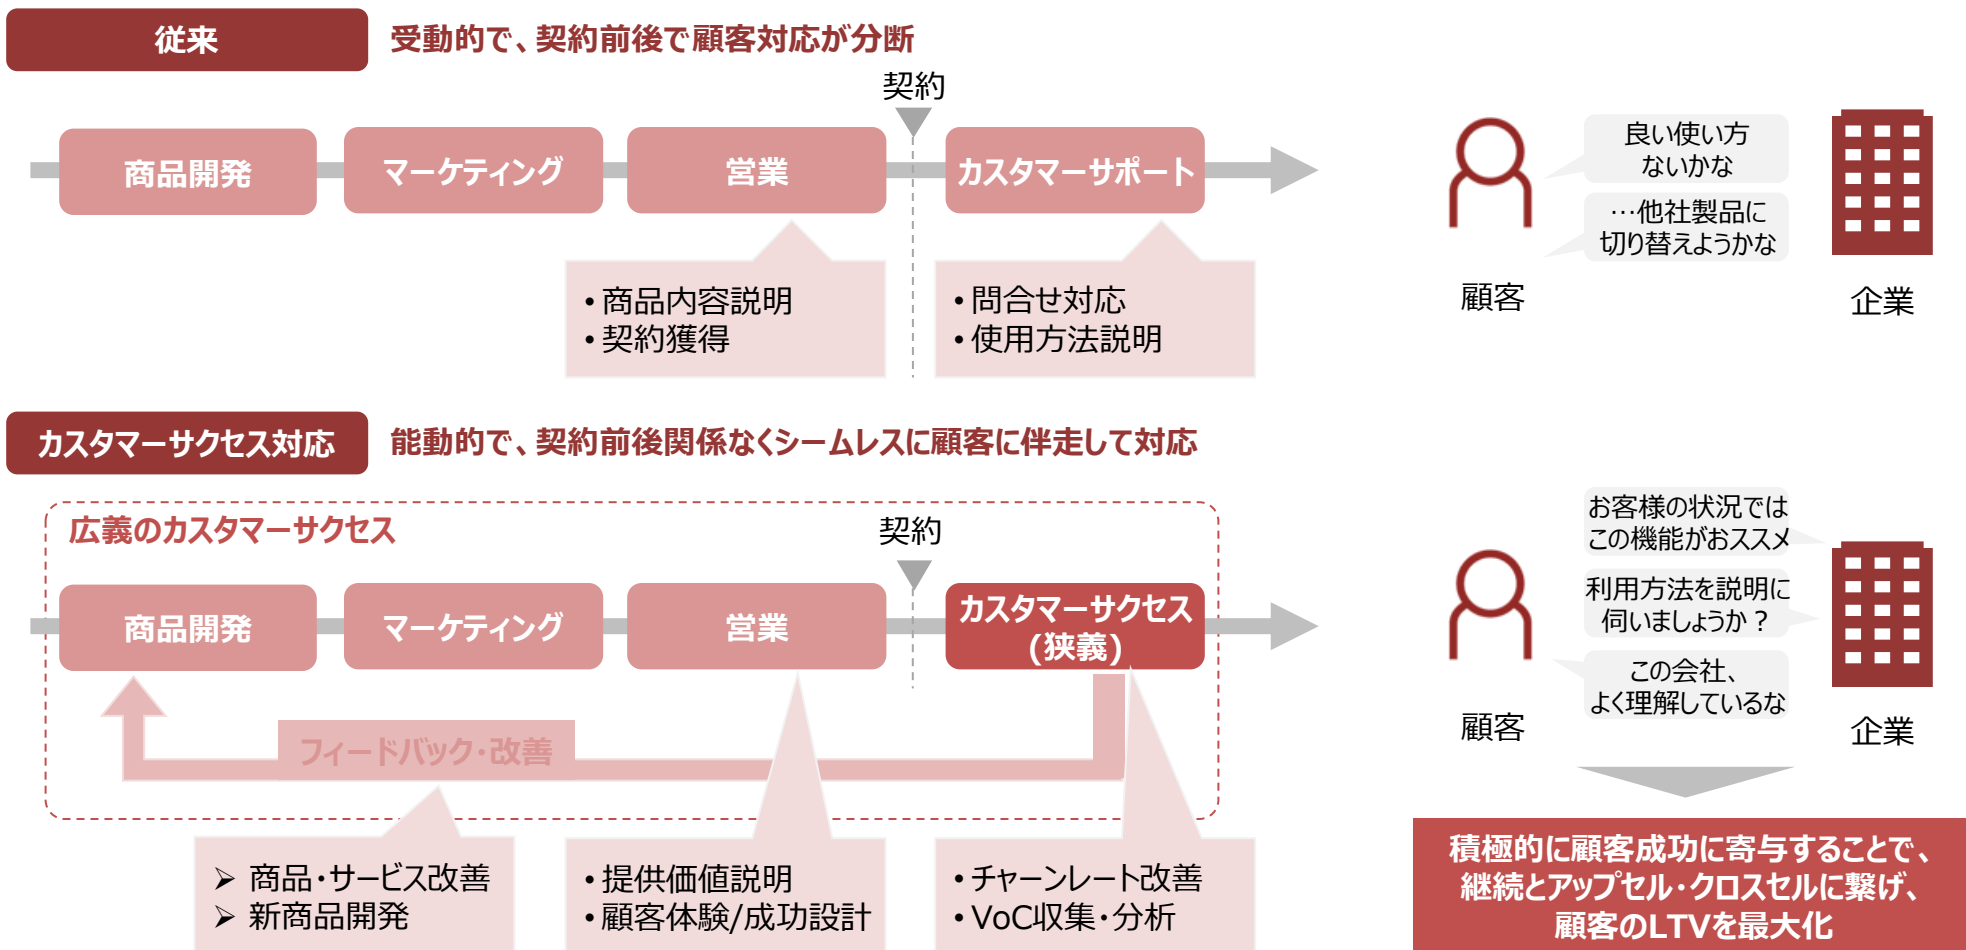 従来
受動的で、契約前後で顧客対応が分断
契約
商品開発
マーケティング
営業
カスタマーサポート
• 商品内容説明
• 契約獲得
• 問合せ対応
• 使用方法説明
良い使い方
ないかな
…他社製品に
切り替えようかな
顧客
企業
カスタマーサクセス対応
能動的で、契約前後関係なくシームレスに顧客に伴走して対応
広義のカスタマーサクセス
契約
商品開発
マーケティング
営業
カスタマーサクセス
(狭義)
フィードバック・改善
➢ 商品・サービス改善
➢ 新商品開発
• 提供価値説明
• 顧客体験/成功設計
• チャーンレート改善
• VoC収集・分析
お客様の状況では
この機能がおススメ
利用方法を説明に
伺いましょうか？
この会社、
よく理解しているな
顧客
企業
積極的に顧客成功に寄与することで、
継続とアップセル・クロスセルに繋げ、
顧客のLTVを最大化